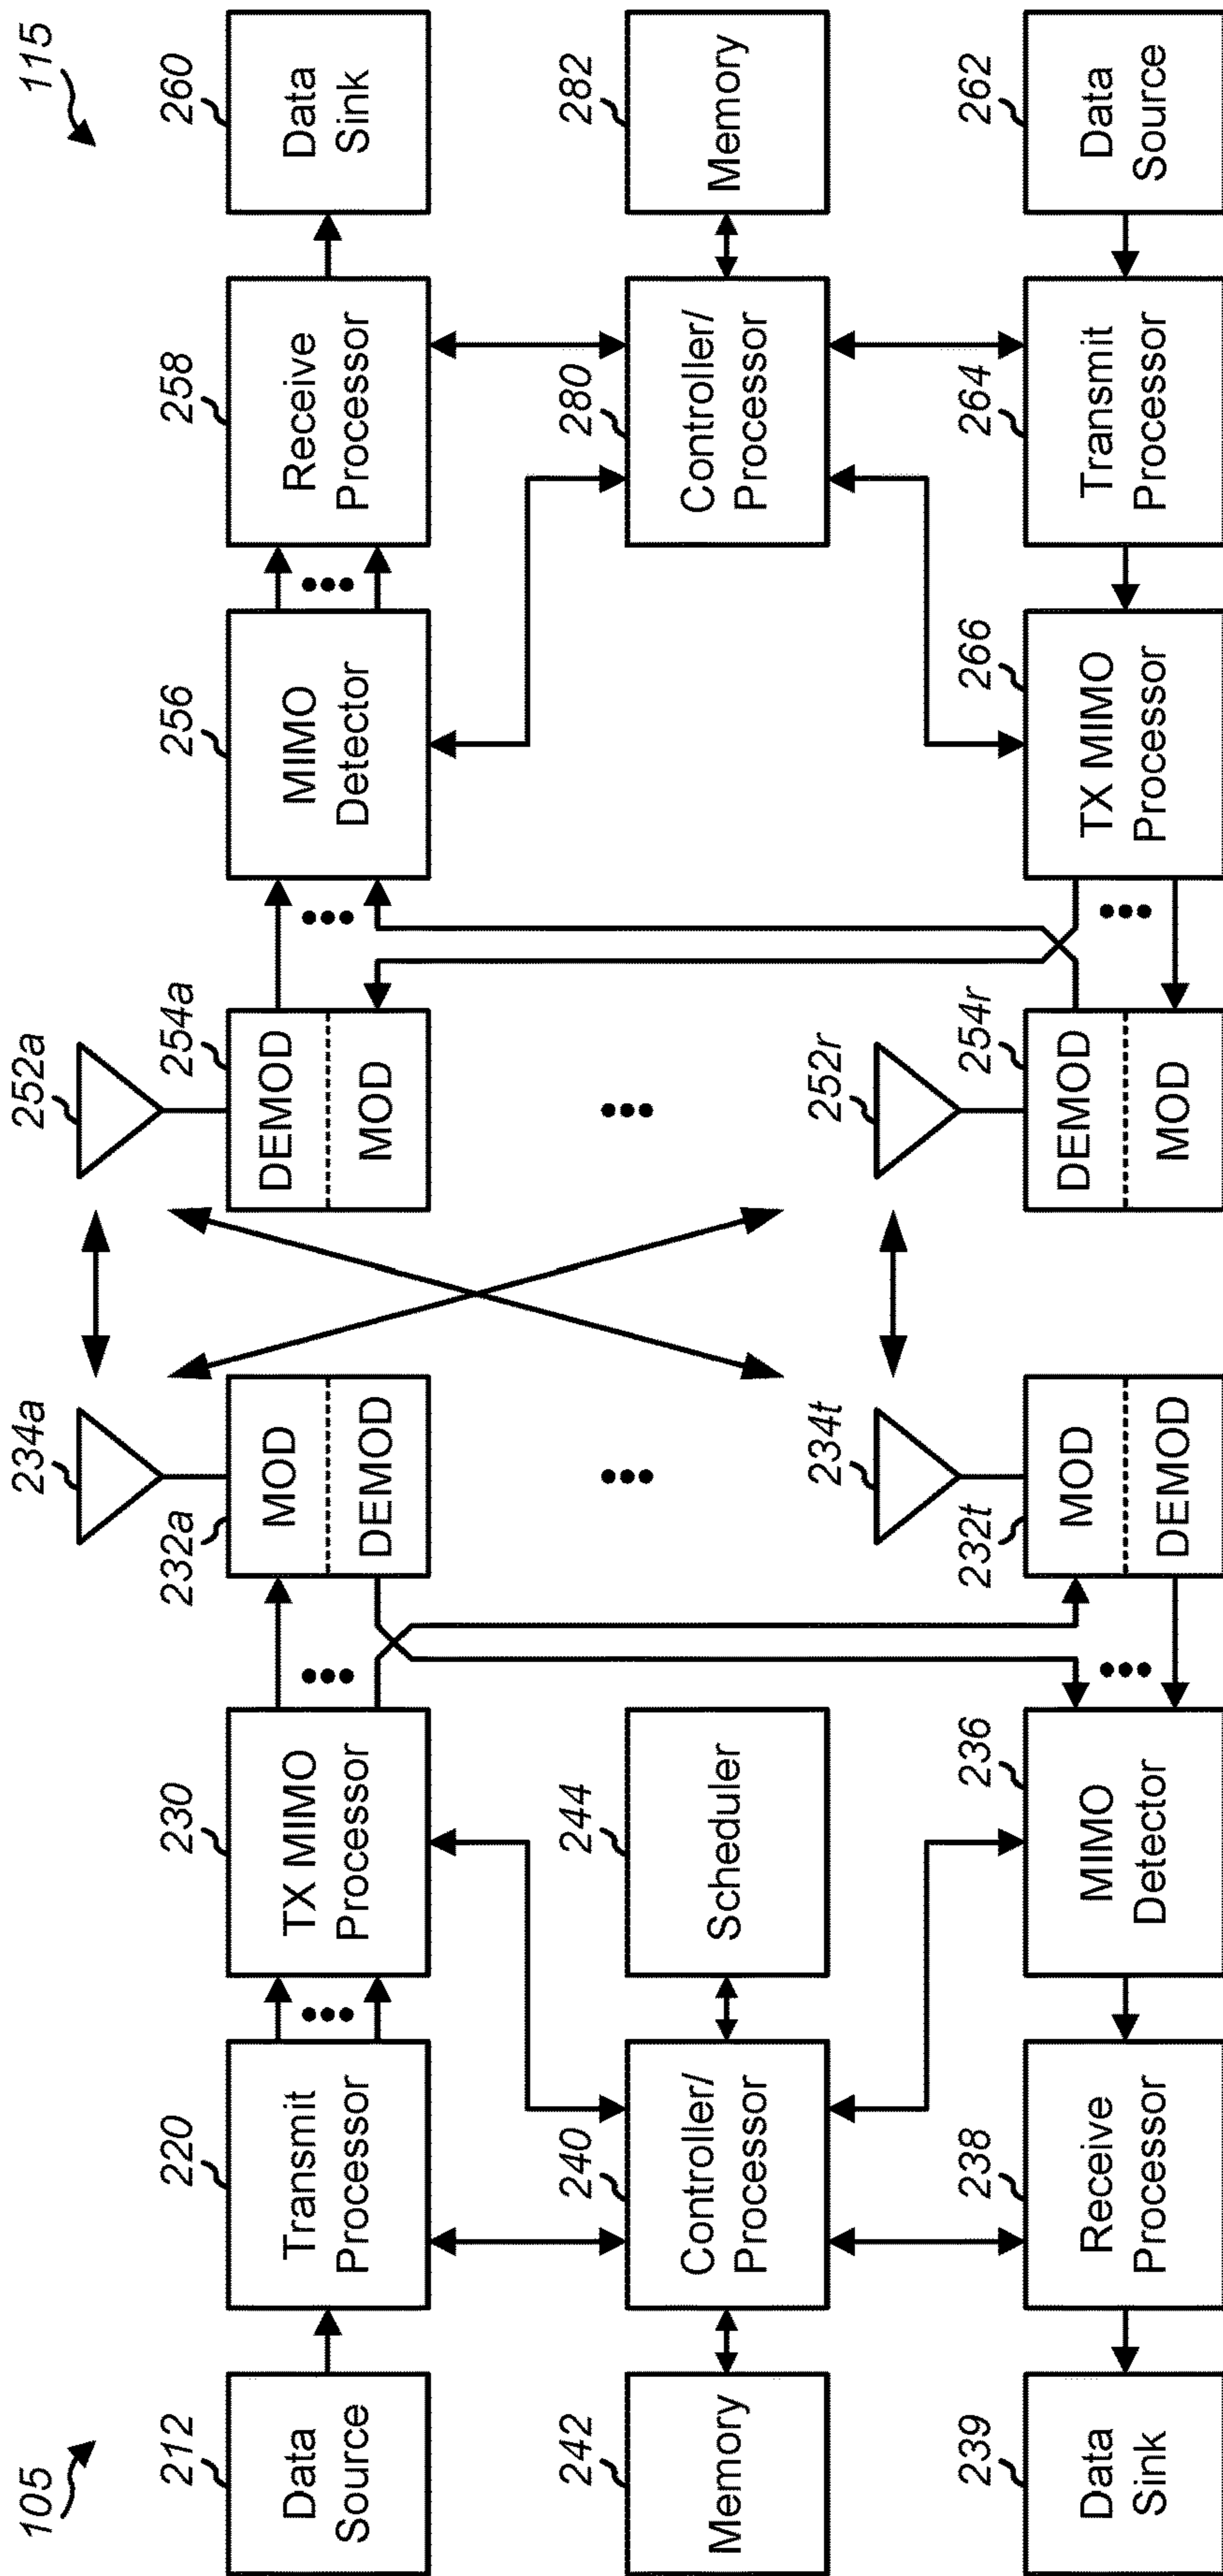 105
115
212
Data
Source
220
Transmit
Processor
•••
230
TX MIMO
Processor
•••
234a
232a
MOD
DEMOD
252a
254a
DEMOD
MOD
•••
256
MIMO
Detector
•••
258
Receive
Processor
260
Data
Sink
242
Memory
240
Controller/
Processor
244
Scheduler
•••
•••
280
Controller/
Processor
282
Memory
239
Data
Sink
238
Receive
Processor
236
MIMO
Detector
•••
234t
232t
MOD
DEMOD
252r
254r
DEMOD
MOD
•••
266
TX MIMO
Processor
264
Transmit
Processor
262
Data
Source